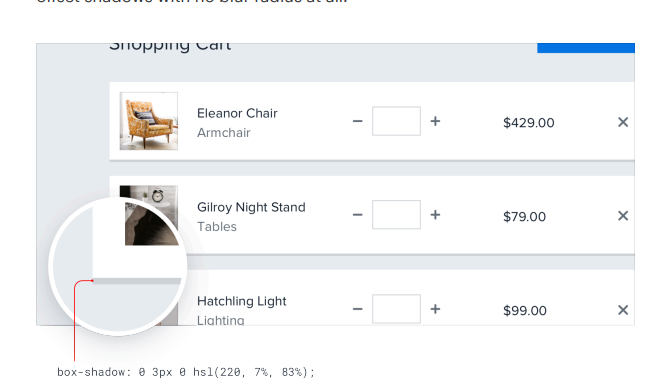 offset shadows with no blur radius at all.
Shopping Cart
Eleanor Chair
Armchair
− + $429.00 ×
Gilroy Night Stand
Tables
− + $79.00 ×
Hatchling Light
Lighting
− + $99.00 ×
box-shadow: 0 3px 0 hsl(220, 7%, 83%);